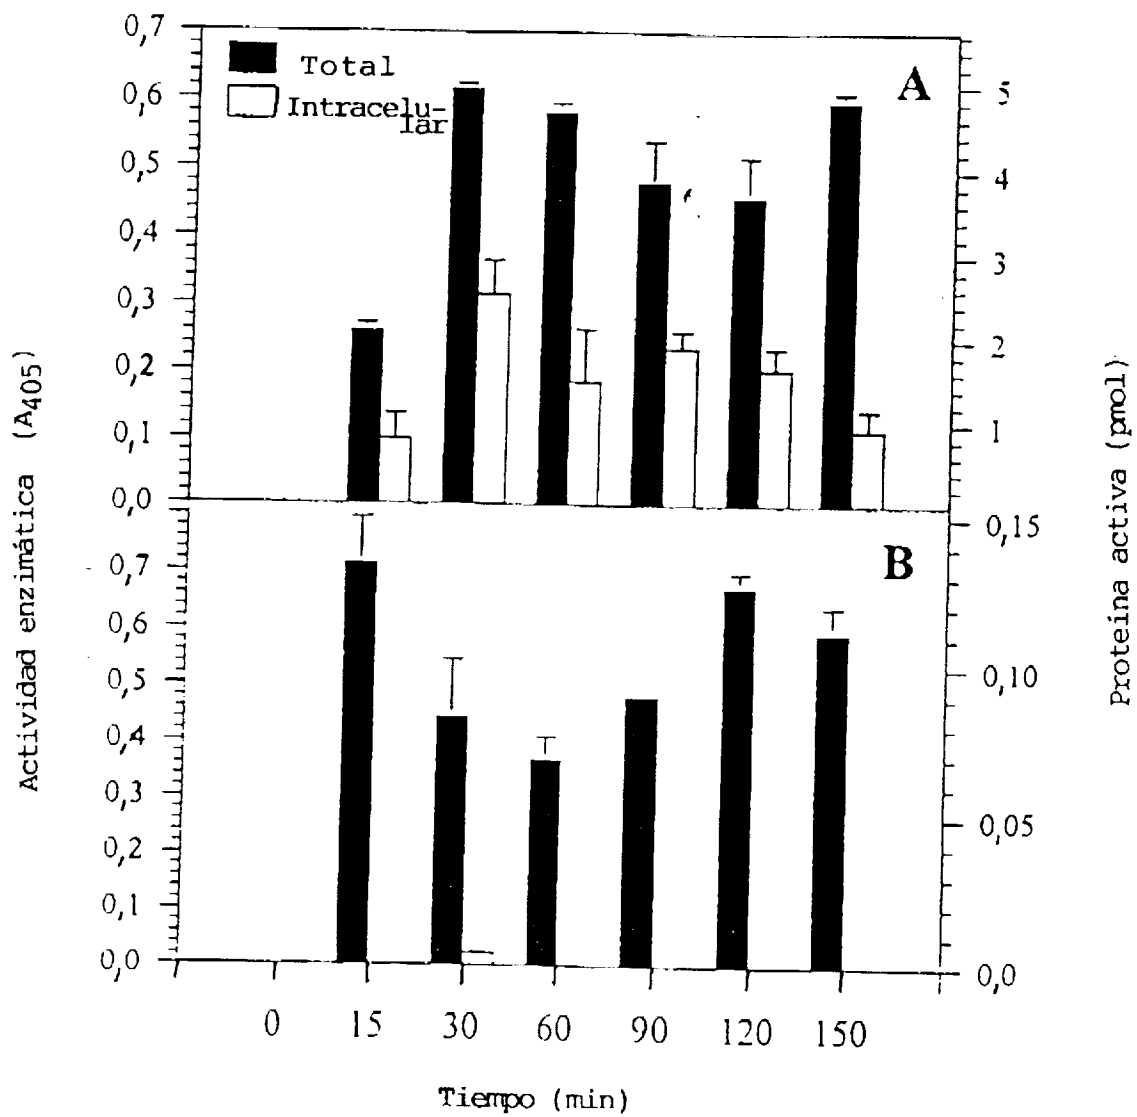 0,7
0,6
0,5
0,4
0,3
0,2
0,1
0,0
Total
Intracelu-
lar
A
5
4
3
2
1
0,7
0,6
0,5
0,4
0,3
0,2
0,1
0,0
B
0,15
0,10
0,05
0,0
0 15 30 60 90 120 150
Tiempo (min)
Actividad enzimática (A405)
Proteina activa (pmol)